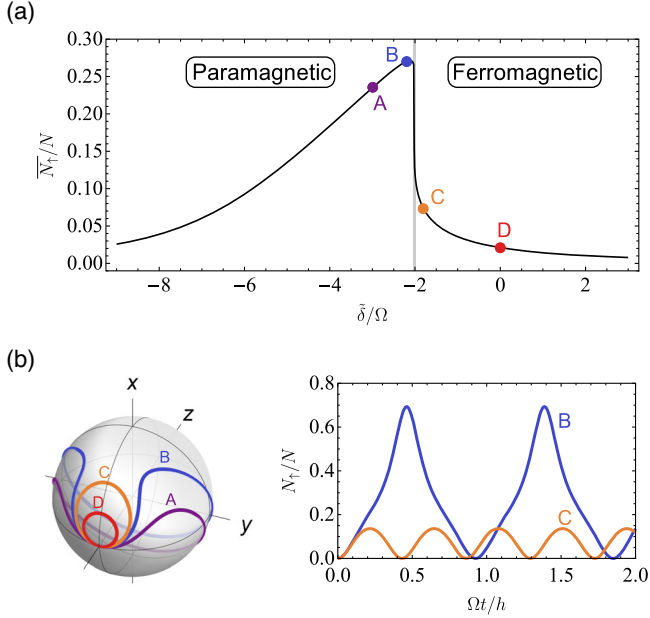 (a)
0.30
0.25
0.20
0.15
0.10
0.05
0.00
N↑/N
Paramagnetic
Ferromagnetic
A
B
C
D
−8
−6
−4
−2
0
2
δ̃/Ω
(b)
x
z
y
B
C
D
A
0.8
0.6
0.4
0.2
0.0
N↑/N
B
C
0.0
0.5
1.0
1.5
2.0
Ωt/h